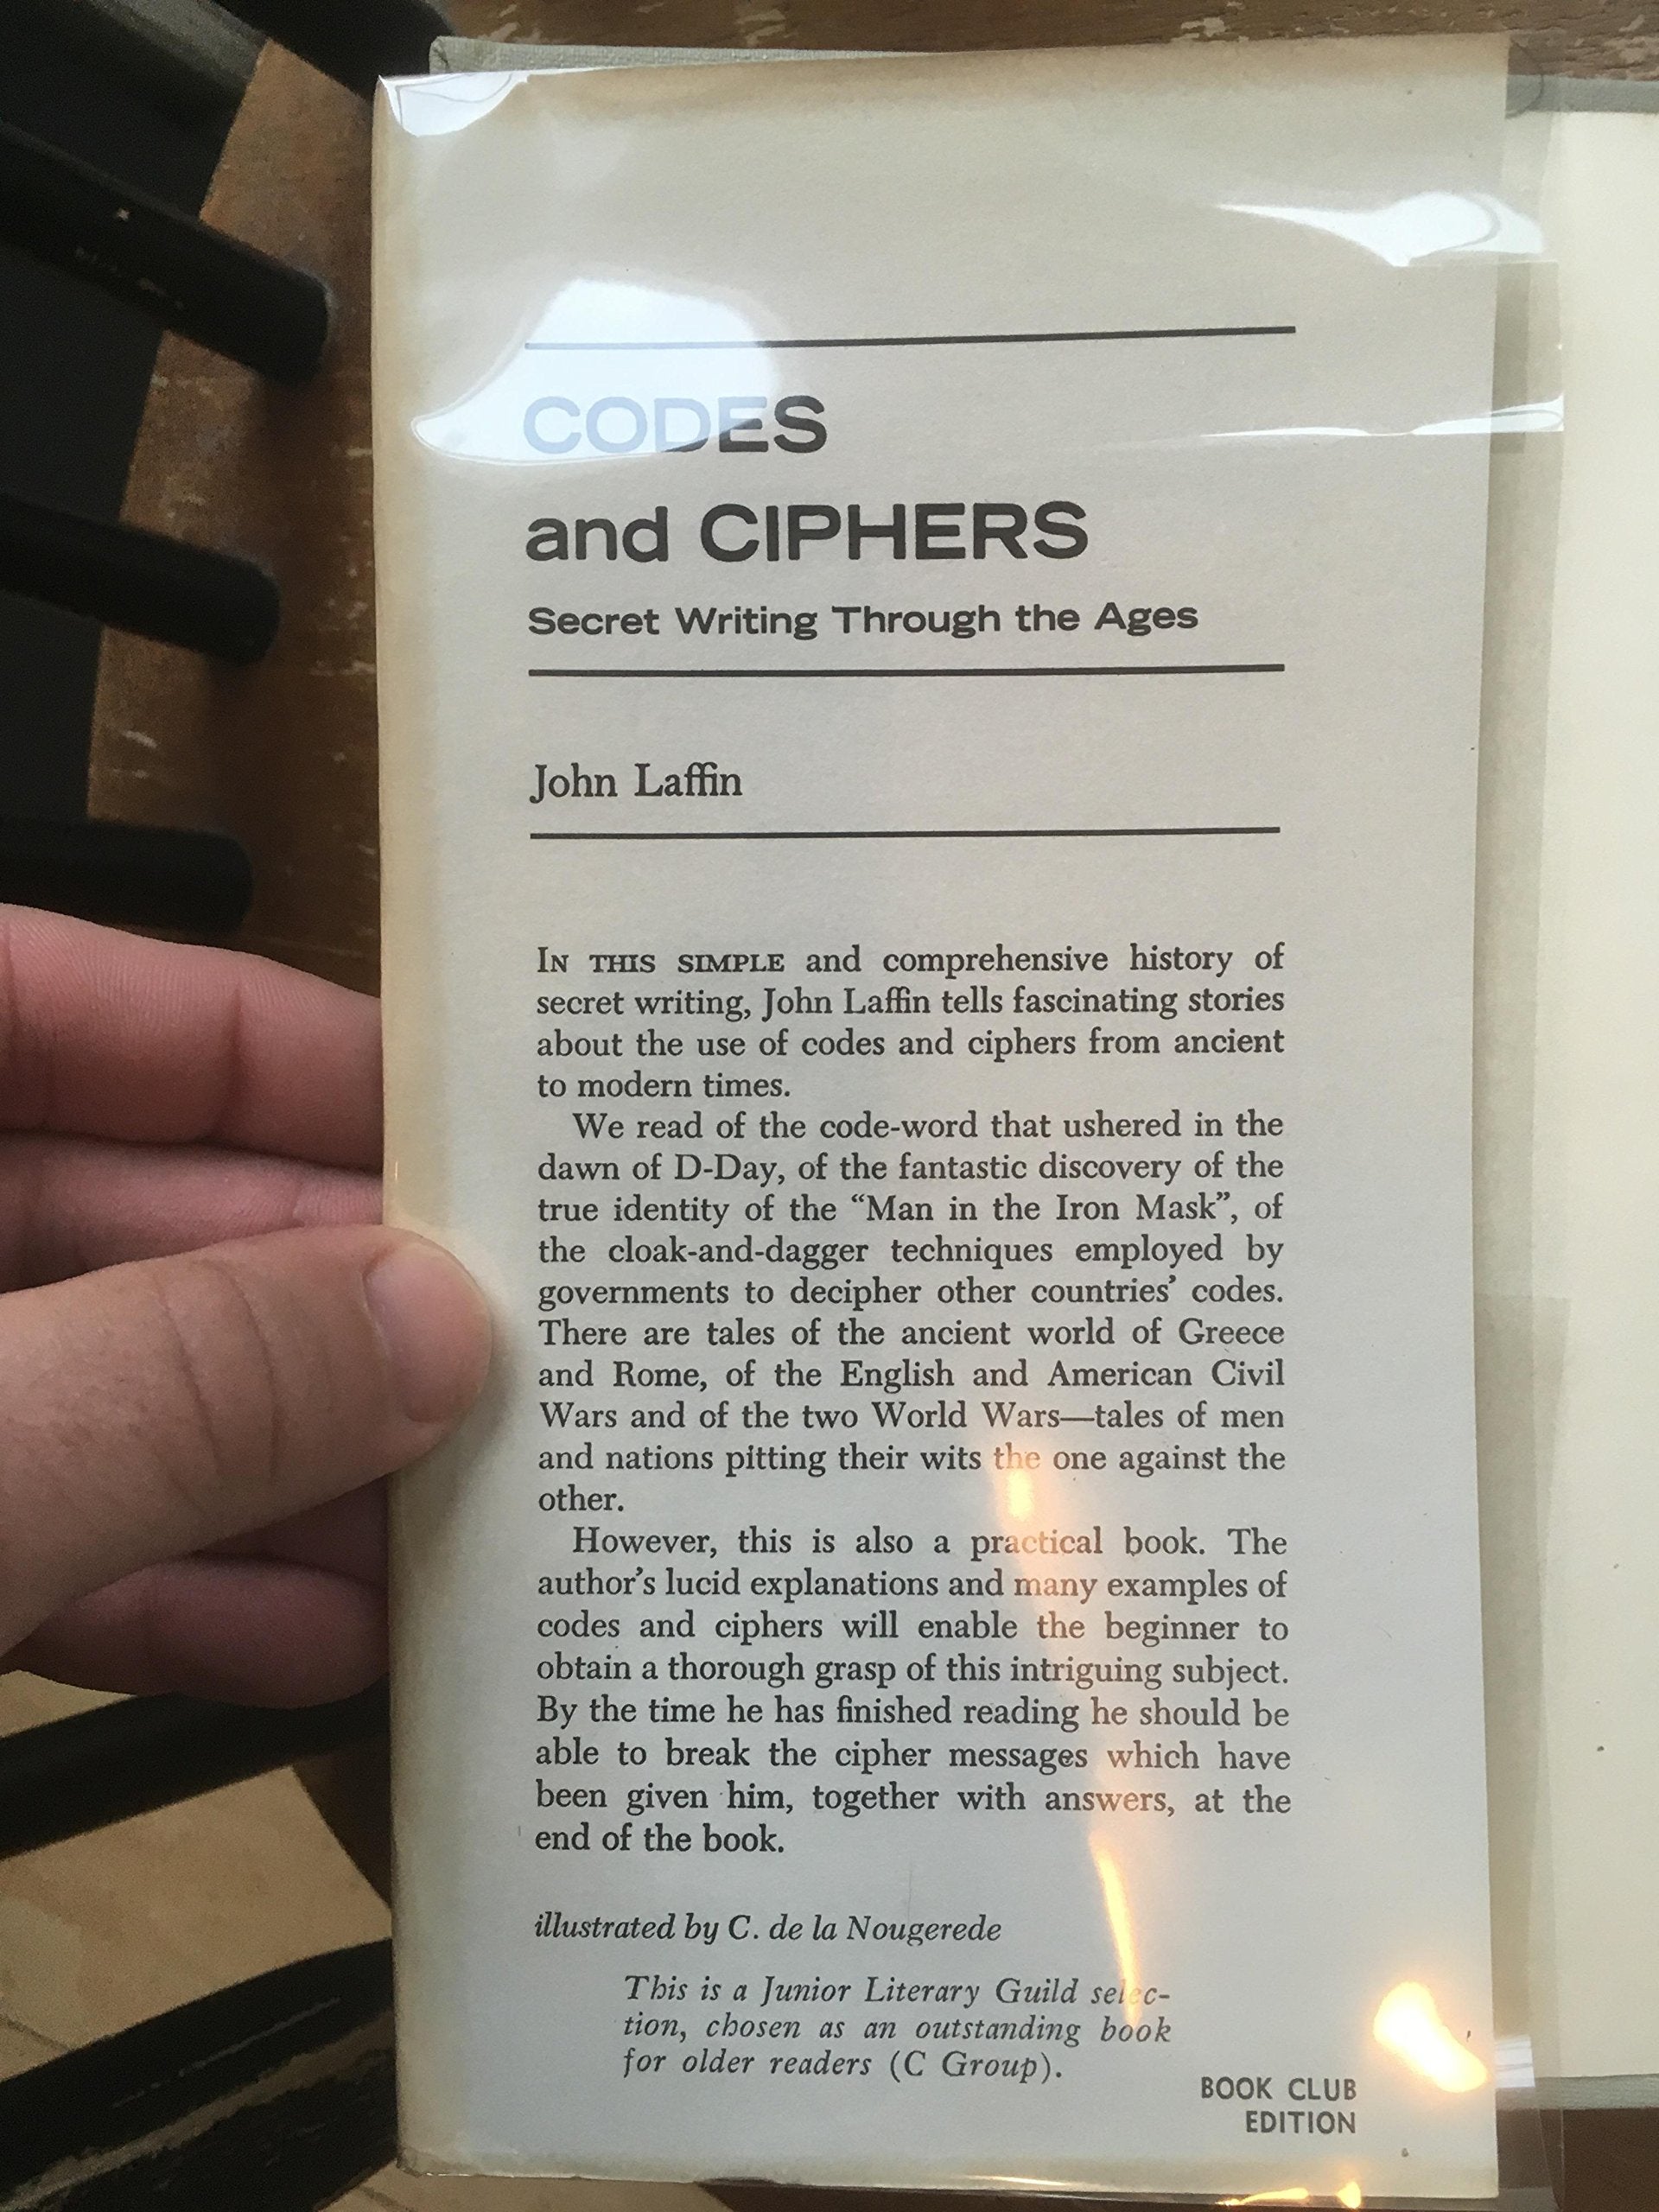 CODES
and CIPHERS
Secret Writing Through the Ages
John Laffin
IN THIS SIMPLE and comprehensive history of
secret writing, John Laffin tells fascinating stories
about the use of codes and ciphers from ancient
to modern times.
We read of the code-word that ushered in the
dawn of D-Day, of the fantastic discovery of the
true identity of the “Man in the Iron Mask”, of
the cloak-and-dagger techniques employed by
governments to decipher other countries’ codes.
There are tales of the ancient world of Greece
and Rome, of the English and American Civil
Wars and of the two World Wars—tales of men
and nations pitting their wits the one against the
other.
However, this is also a practical book. The
author’s lucid explanations and many examples of
codes and ciphers will enable the beginner to
obtain a thorough grasp of this intriguing subject.
By the time he has finished reading he should be
able to break the cipher messages which have
been given him, together with answers, at the
end of the book.
illustrated by C. de la Nougerede
This is a Junior Literary Guild selec-
tion, chosen as an outstanding book
for older readers (C Group).
BOOK CLUB
EDITION